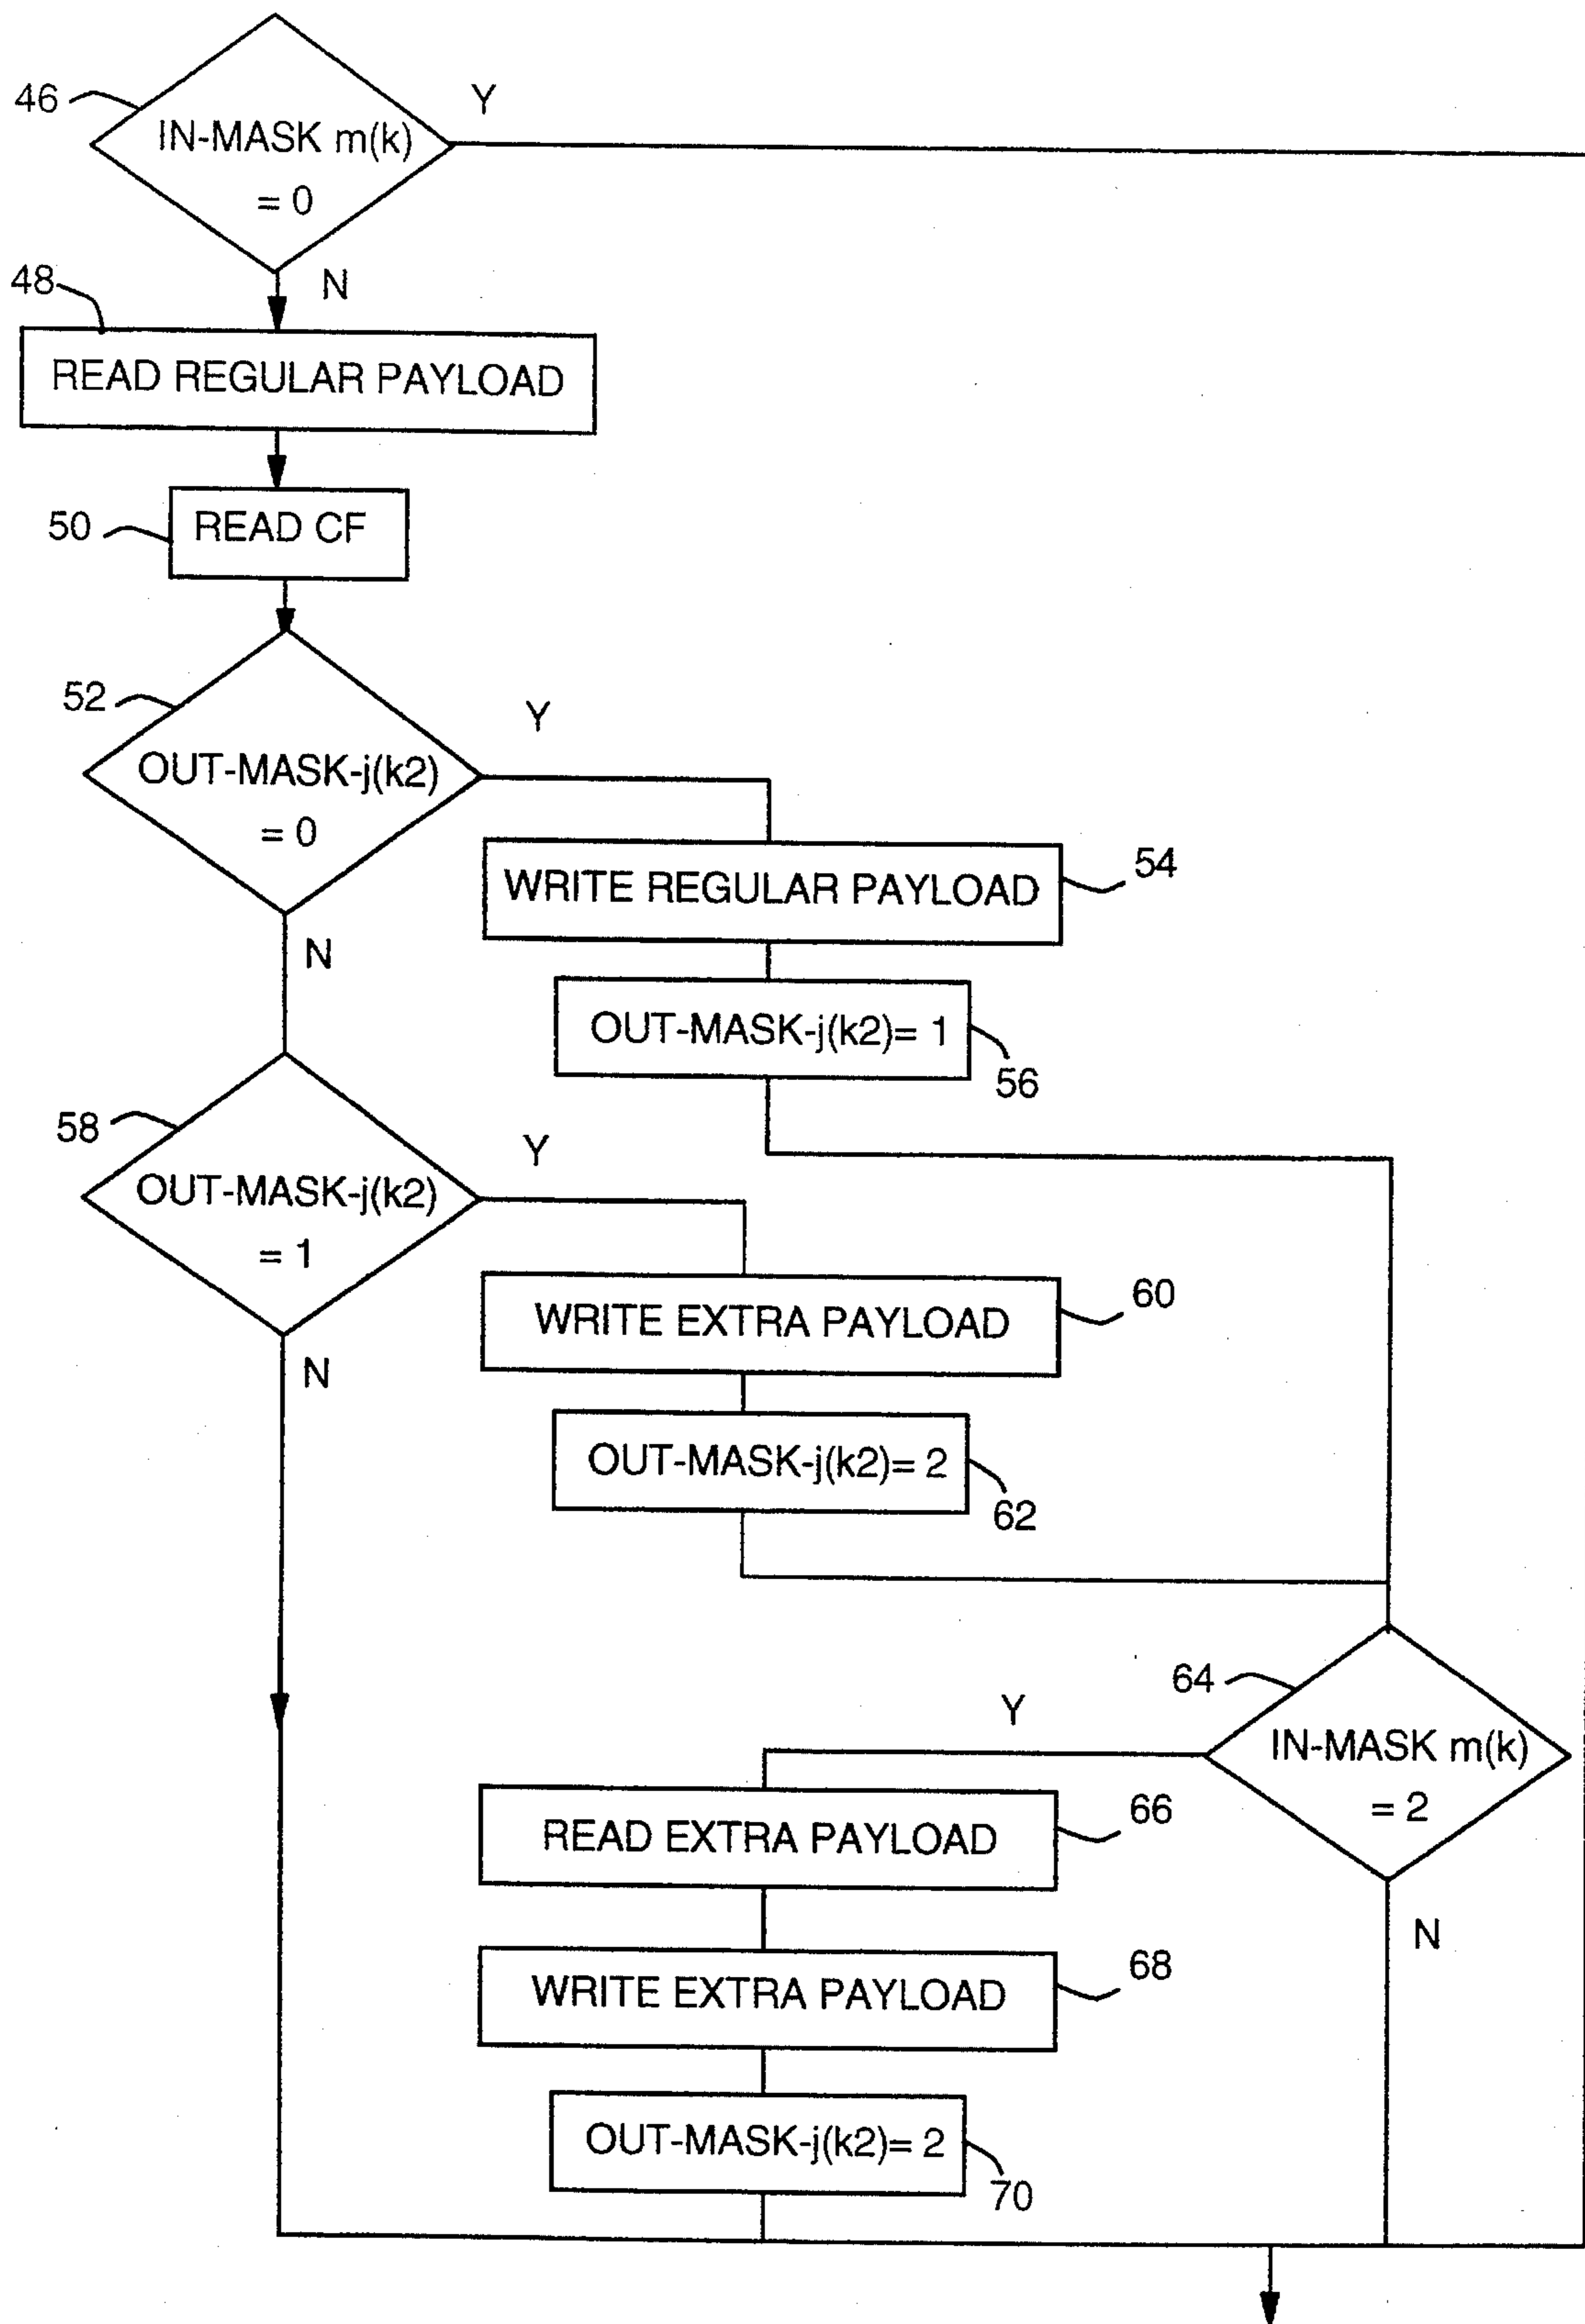 46
Y
IN-MASK m(k)
= 0
48
N
READ REGULAR PAYLOAD
50
READ CF
52
Y
OUT-MASK-j(k2)
= 0
54
WRITE REGULAR PAYLOAD
N
OUT-MASK-j(k2)= 1
56
58
Y
OUT-MASK-j(k2)
= 1
60
WRITE EXTRA PAYLOAD
N
OUT-MASK-j(k2)= 2
62
64
Y
IN-MASK m(k)
= 2
66
READ EXTRA PAYLOAD
N
68
WRITE EXTRA PAYLOAD
OUT-MASK-j(k2)= 2
70